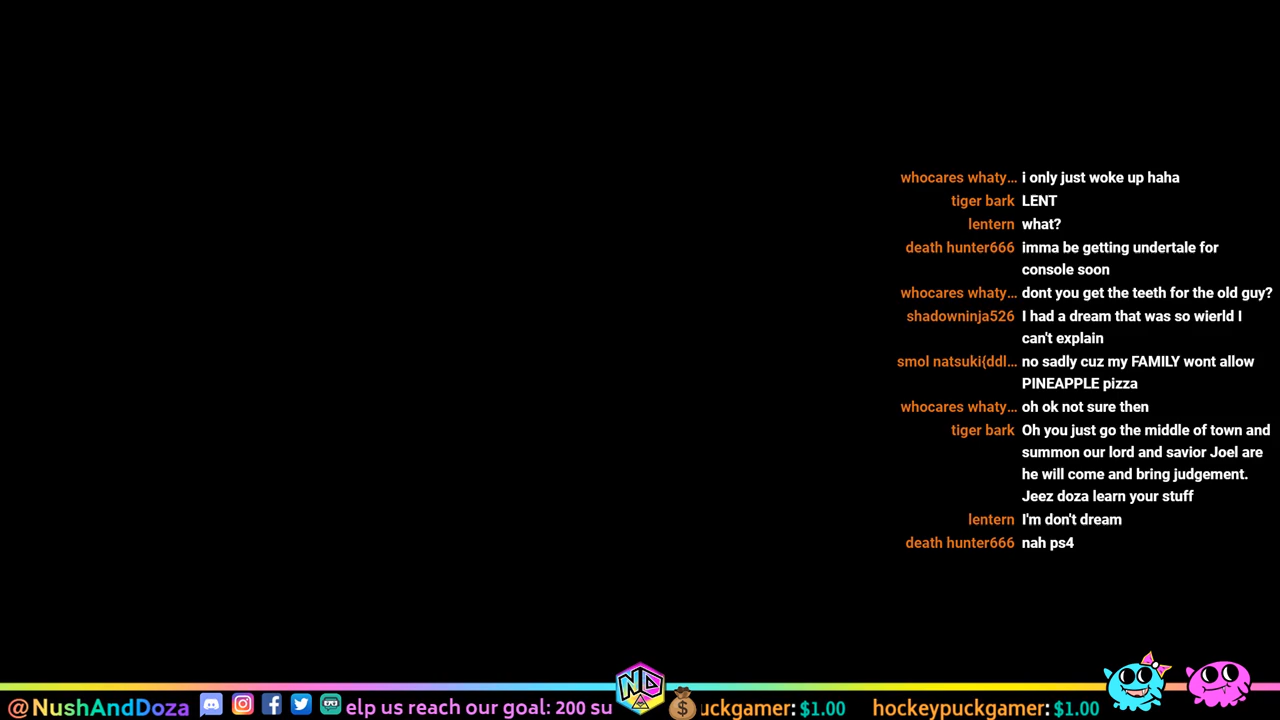 whocares whaty... i only just woke up haha
tiger bark LENT
lentern what?
death hunter666 imma be getting undertale for
console soon
whocares whaty... dont you get the teeth for the old guy?
shadowninja526 I had a dream that was so wierld I
can't explain
smol natsuki{ddl... no sadly cuz my FAMILY wont allow
PINEAPPLE pizza
whocares whaty... oh ok not sure then
tiger bark Oh you just go the middle of town and
summon our lord and savior Joel are
he will come and bring judgement.
Jeez doza learn your stuff
lentern I'm don't dream
death hunter666 nah ps4
@NushAndDoza elp us reach our goal: 200 su ND uckgamer: $1.00 hockeypuckgamer: $1.00